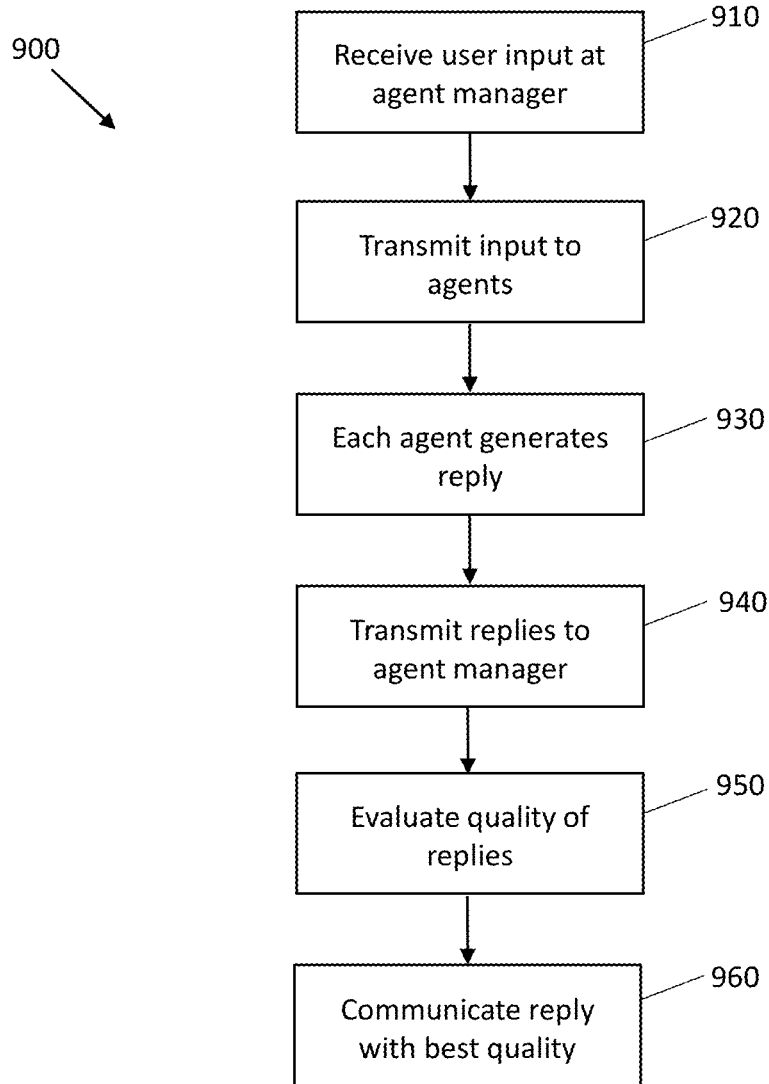 910
900
Receive user input at
agent manager
920
Transmit input to
agents
930
Each agent generates
reply
940
Transmit replies to
agent manager
950
Evaluate quality of
replies
960
Communicate reply
with best quality